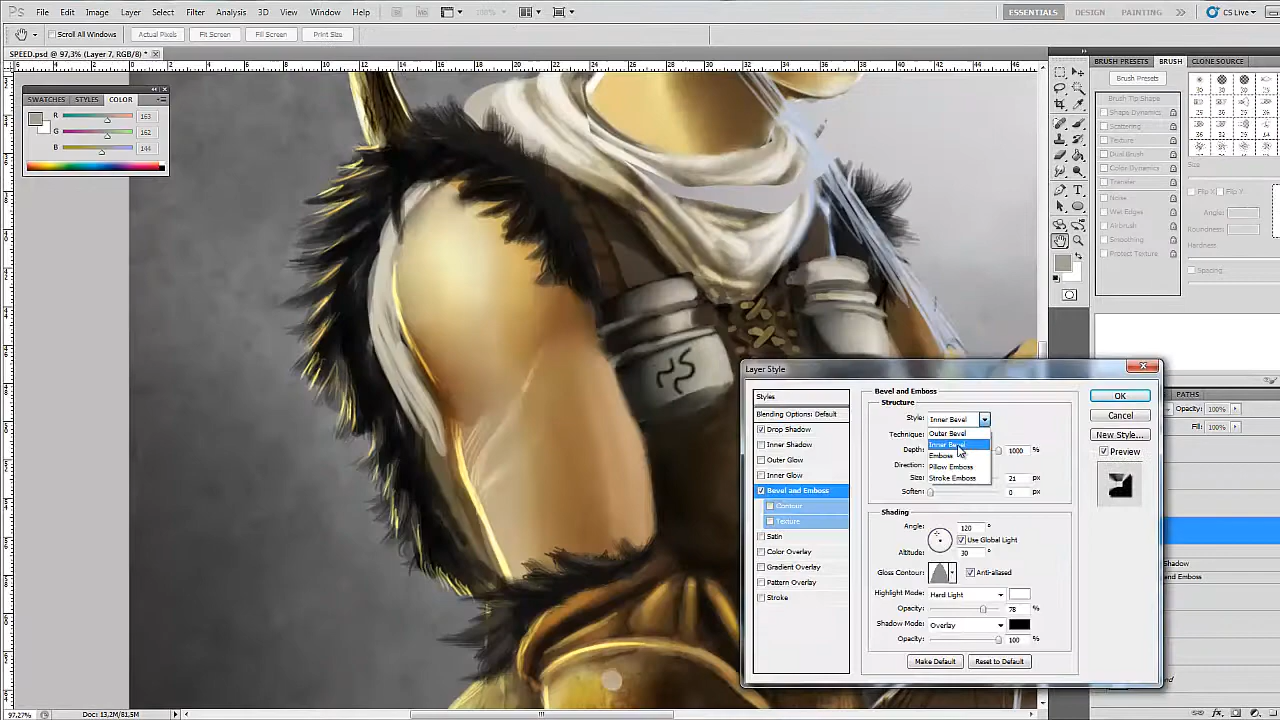 Ps File Edit Image Layer Select Filter Analysis 3D View Window Help 100% ESSENTIALS DESIGN PAINTING CS Live
Scroll All Windows Actual Pixels Fit Screen Fill Screen Print Size
SPEED.psd @ 97,3% (Layer 7, RGB/8) *
SWATCHES STYLES COLOR
R 163
G 162
B 144
BRUSH PRESETS BRUSH CLONE SOURCE
Brush Presets
Brush Tip Shape
Shape Dynamics
Scattering
Texture
Dual Brush
Color Dynamics
Transfer
Noise
Wet Edges
Airbrush
Smoothing
Protect Texture
Size
Flip X Flip Y
Angle:
Roundness:
Hardness
Spacing
Layer Style
Styles
Blending Options: Default
Drop Shadow
Inner Shadow
Outer Glow
Inner Glow
Bevel and Emboss
Contour
Texture
Satin
Color Overlay
Gradient Overlay
Pattern Overlay
Stroke
Bevel and Emboss
Structure
Style: Inner Bevel
Outer Bevel
Inner Bevel
Emboss
Pillow Emboss
Stroke Emboss
Technique:
Depth: 1000 %
Direction:
Size: 21 px
Soften: 0 px
Shading
Angle: 120 °
Use Global Light
Altitude: 30 °
Gloss Contour: Anti-aliased
Highlight Mode: Hard Light
Opacity: 78 %
Shadow Mode: Overlay
Opacity: 100 %
Make Default Reset to Default
OK
Cancel
New Style...
Preview
PATHS
Opacity: 100%
Fill: 100%
97,27% Doc: 13,2M/81,5M